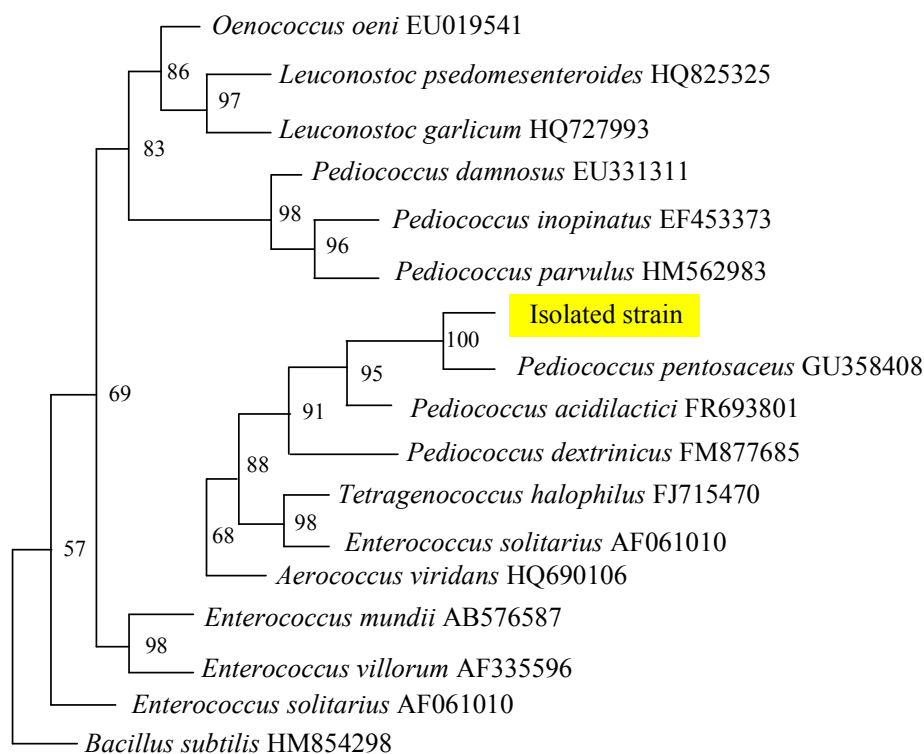 Oenococcus oeni EU019541
86
Leuconostoc psedomesenteroides HQ825325
97
Leuconostoc garlicum HQ727993
83
Pediococcus damnosus EU331311
98
Pediococcus inopinatus EF453373
96
Pediococcus parvulus HM562983
Isolated strain
100
Pediococcus pentosaceus GU358408
95
69
Pediococcus acidilactici FR693801
91
Pediococcus dextrinicus FM877685
88
Tetragenococcus halophilus FJ715470
98
68
57
Enterococcus solitarius AF061010
Aerococcus viridans HQ690106
Enterococcus mundii AB576587
98
Enterococcus villorum AF335596
Enterococcus solitarius AF061010
Bacillus subtilis HM854298